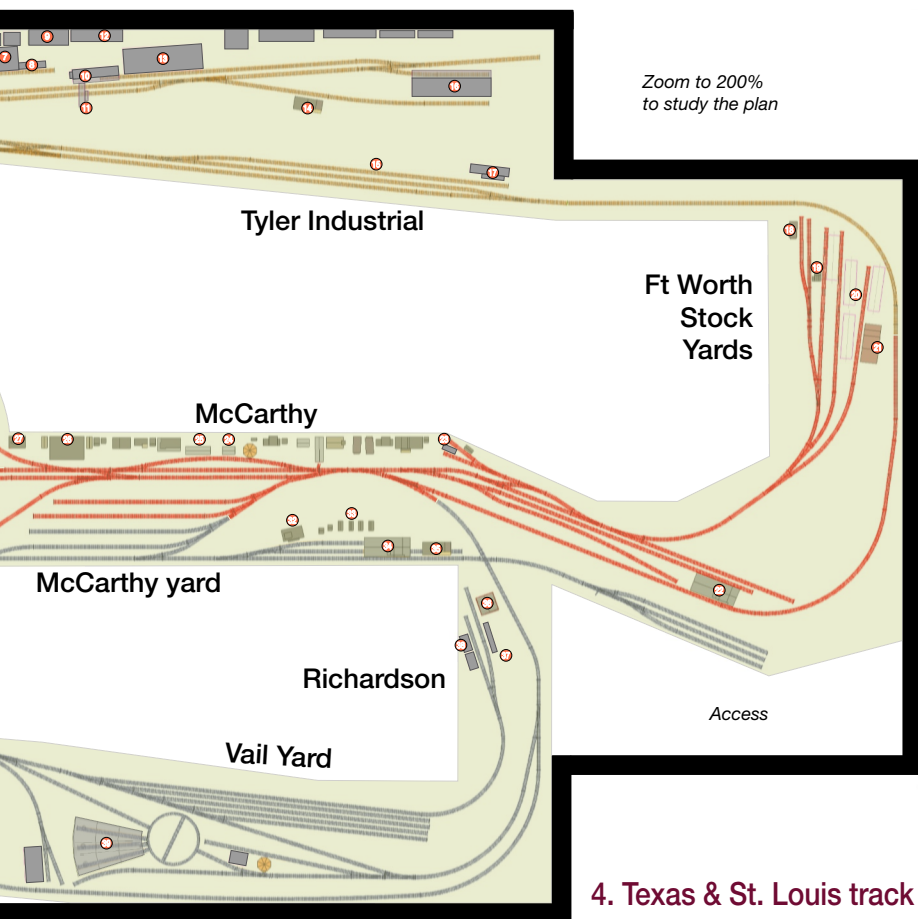 Zoom to 200%
to study the plan
Tyler Industrial
Ft Worth
Stock
Yards
McCarthy
McCarthy yard
Richardson
Access
Vail Yard
4. Texas & St. Louis track